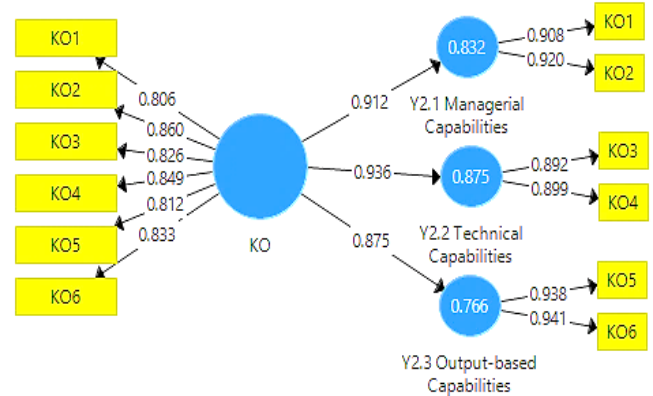 KO1
KO2
KO3
KO4
KO5
KO6
0.806
0.860
0.826
0.849
0.812
0.833
KO
0.912
0.936
0.875
0.832
Y2.1 Managerial
Capabilities
0.908
0.920
KO1
KO2
0.875
Y2.2 Technical
Capabilities
0.892
0.899
KO3
KO4
0.766
Y2.3 Output-based
Capabilities
0.938
0.941
KO5
KO6